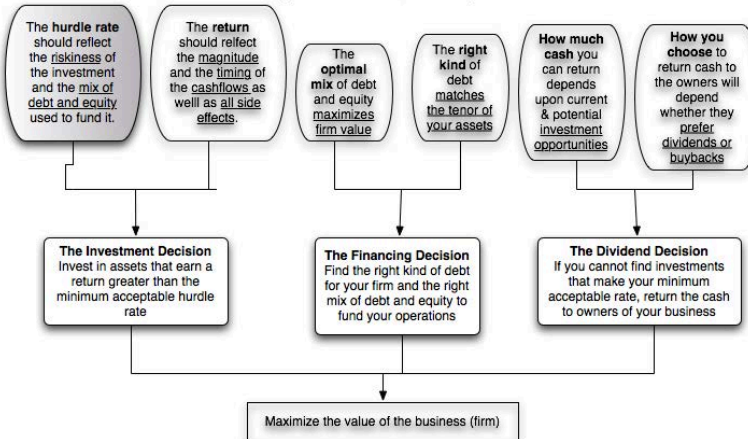 The hurdle rate
should reflect
the riskiness of
the investment
and the mix of
debt and equity
used to fund it.
The return
should relfect
the magnitude
and the timing of
the cashflows as
welll as all side
effects.
The
optimal
mix of debt
and equity
maximizes
firm value
The right
kind of
debt
matches
the tenor of
your assets
How much
cash you
can return
depends
upon current
& potential
investment
opportunities
How you
choose to
return cash to
the owners will
depend
whether they
prefer
dividends or
buybacks
The Investment Decision
Invest in assets that earn a
return greater than the
minimum acceptable hurdle
rate
The Financing Decision
Find the right kind of debt
for your firm and the right
mix of debt and equity to
fund your operations
The Dividend Decision
If you cannot find investments
that make your minimum
acceptable rate, return the cash
to owners of your business
Maximize the value of the business (firm)